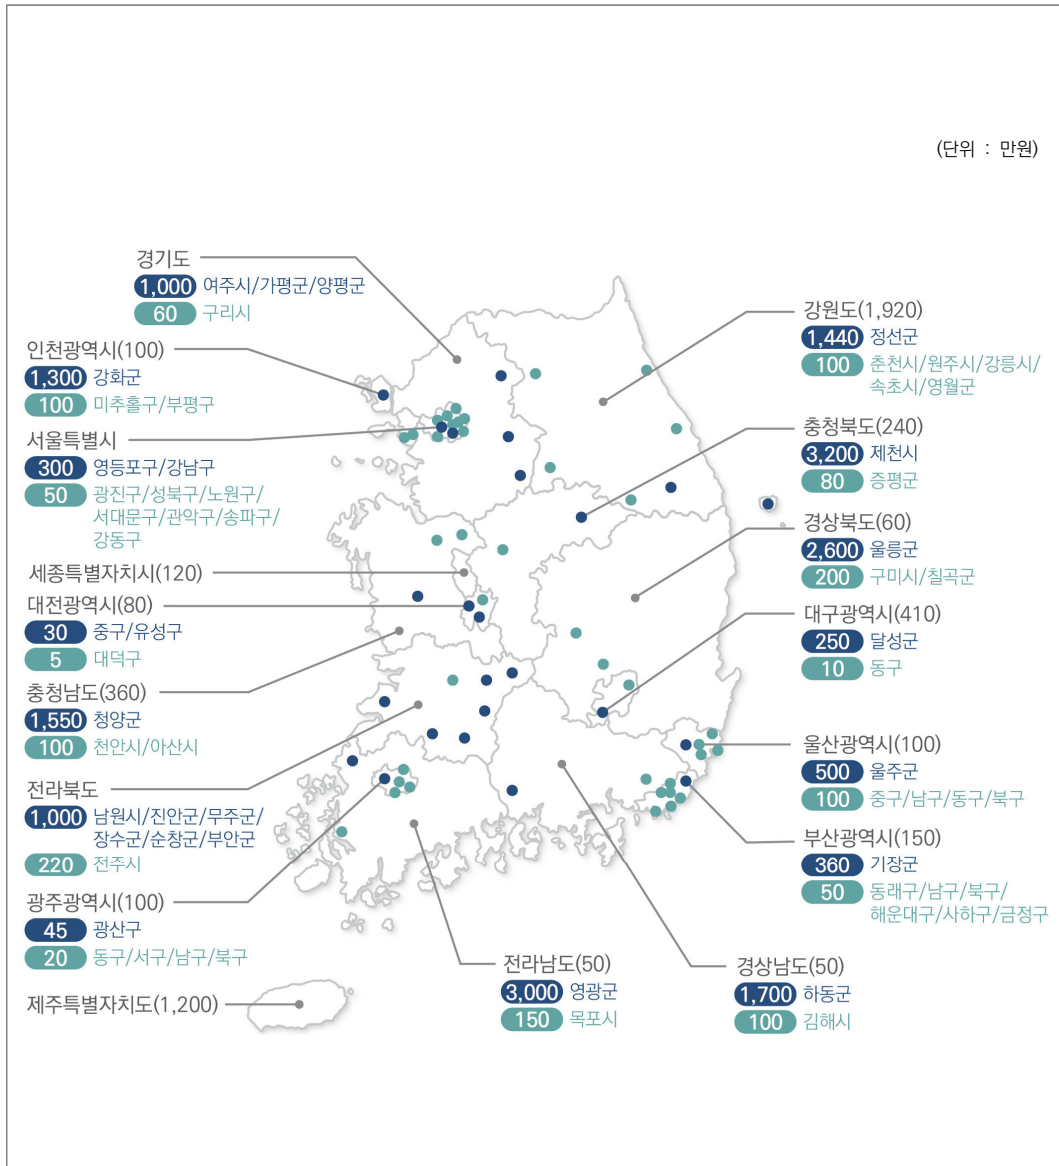 (단위 : 만원)
경기도
1,000 여주시/가평군/양평군
60 구리시
인천광역시(100)
1,300 강화군
100 미추홀구/부평구
서울특별시
300 영등포구/강남구
50 광진구/성북구/노원구/
서대문구/관악구/송파구/
강동구
세종특별자치시(120)
대전광역시(80)
30 중구/유성구
5 대덕구
충청남도(360)
1,550 청양군
100 천안시/아산시
전라북도
1,000 남원시/진안군/무주군/
장수군/순창군/부안군
220 전주시
광주광역시(100)
45 광산구
20 동구/서구/남구/북구
제주특별자치도(1,200)
강원도(1,920)
1,440 정선군
100 춘천시/원주시/강릉시/
속초시/영월군
충청북도(240)
3,200 제천시
80 증평군
경상북도(60)
2,600 울릉군
200 구미시/칠곡군
대구광역시(410)
250 달성군
10 동구
울산광역시(100)
500 울주군
100 중구/남구/동구/북구
부산광역시(150)
360 기장군
50 동래구/남구/북구/
해운대구/사하구/금정구
전라남도(50)
3,000 영광군
150 목포시
경상남도(50)
1,700 하동군
100 김해시